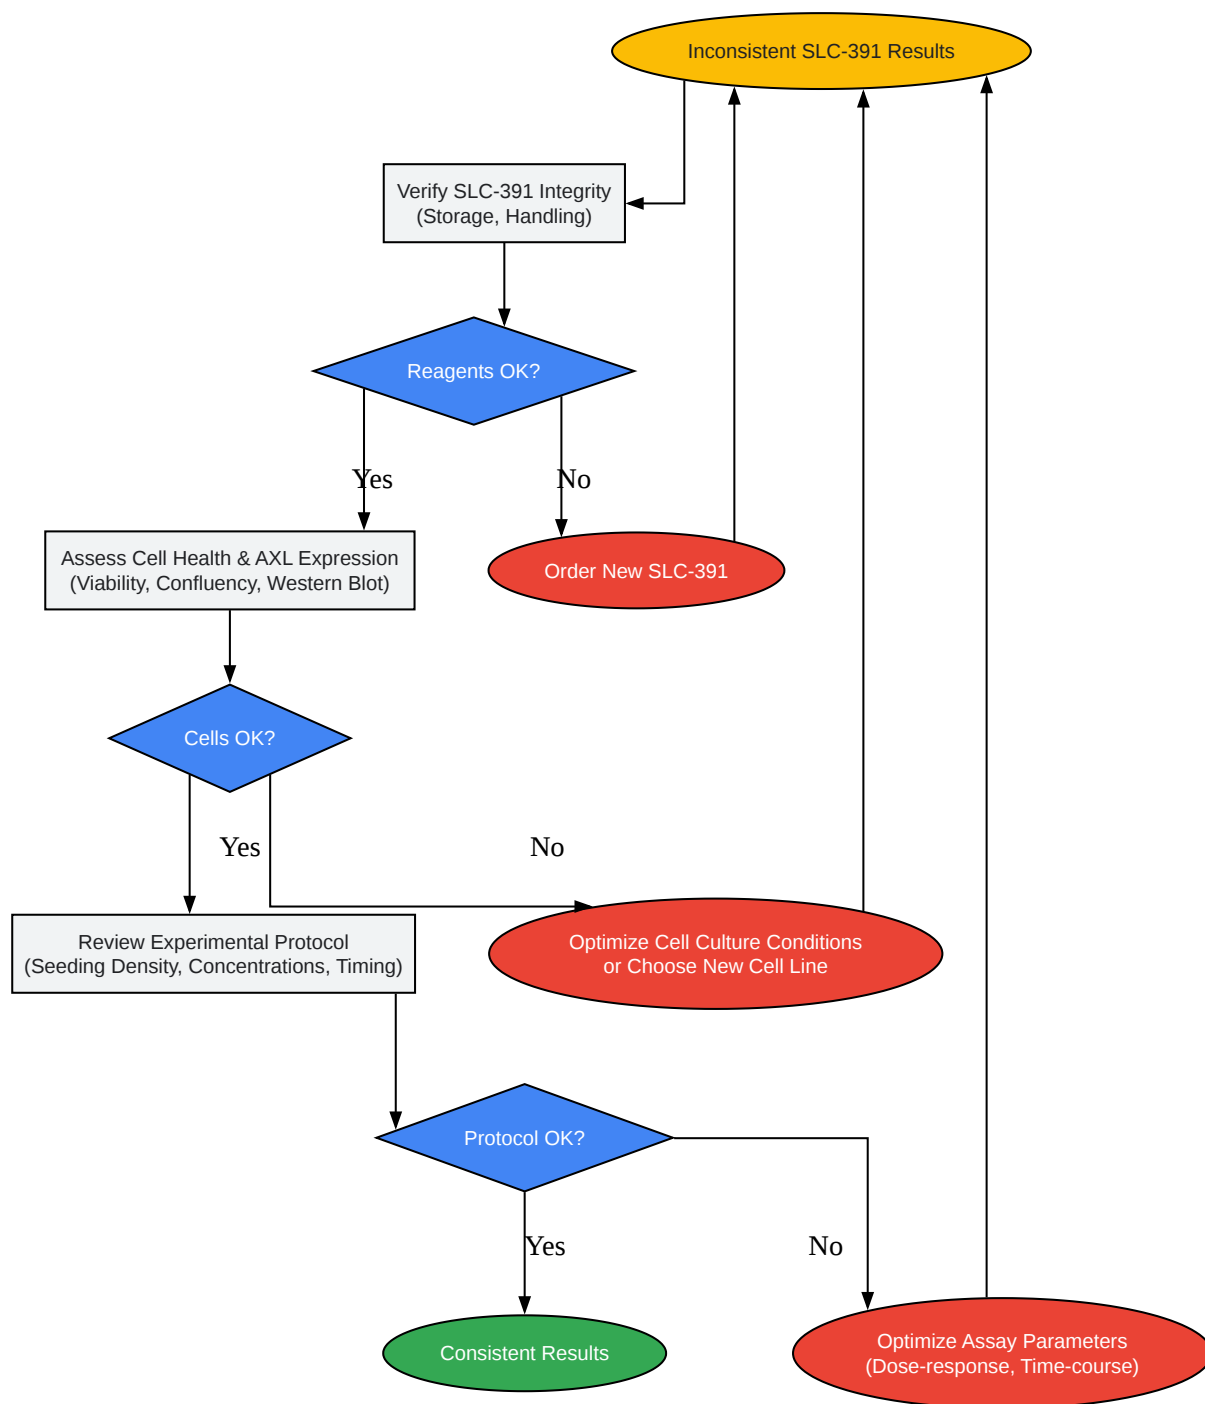 Inconsistent SLC-391 Results
Verify SLC-391 Integrity
(Storage, Handling)
Reagents OK?
Yes
No
Assess Cell Health & AXL Expression
(Viability, Confluency, Western Blot)
Order New SLC-391
Cells OK?
Yes
No
Review Experimental Protocol
(Seeding Density, Concentrations, Timing)
Optimize Cell Culture Conditions
or Choose New Cell Line
Protocol OK?
Yes
No
Consistent Results
Optimize Assay Parameters
(Dose-response, Time-course)